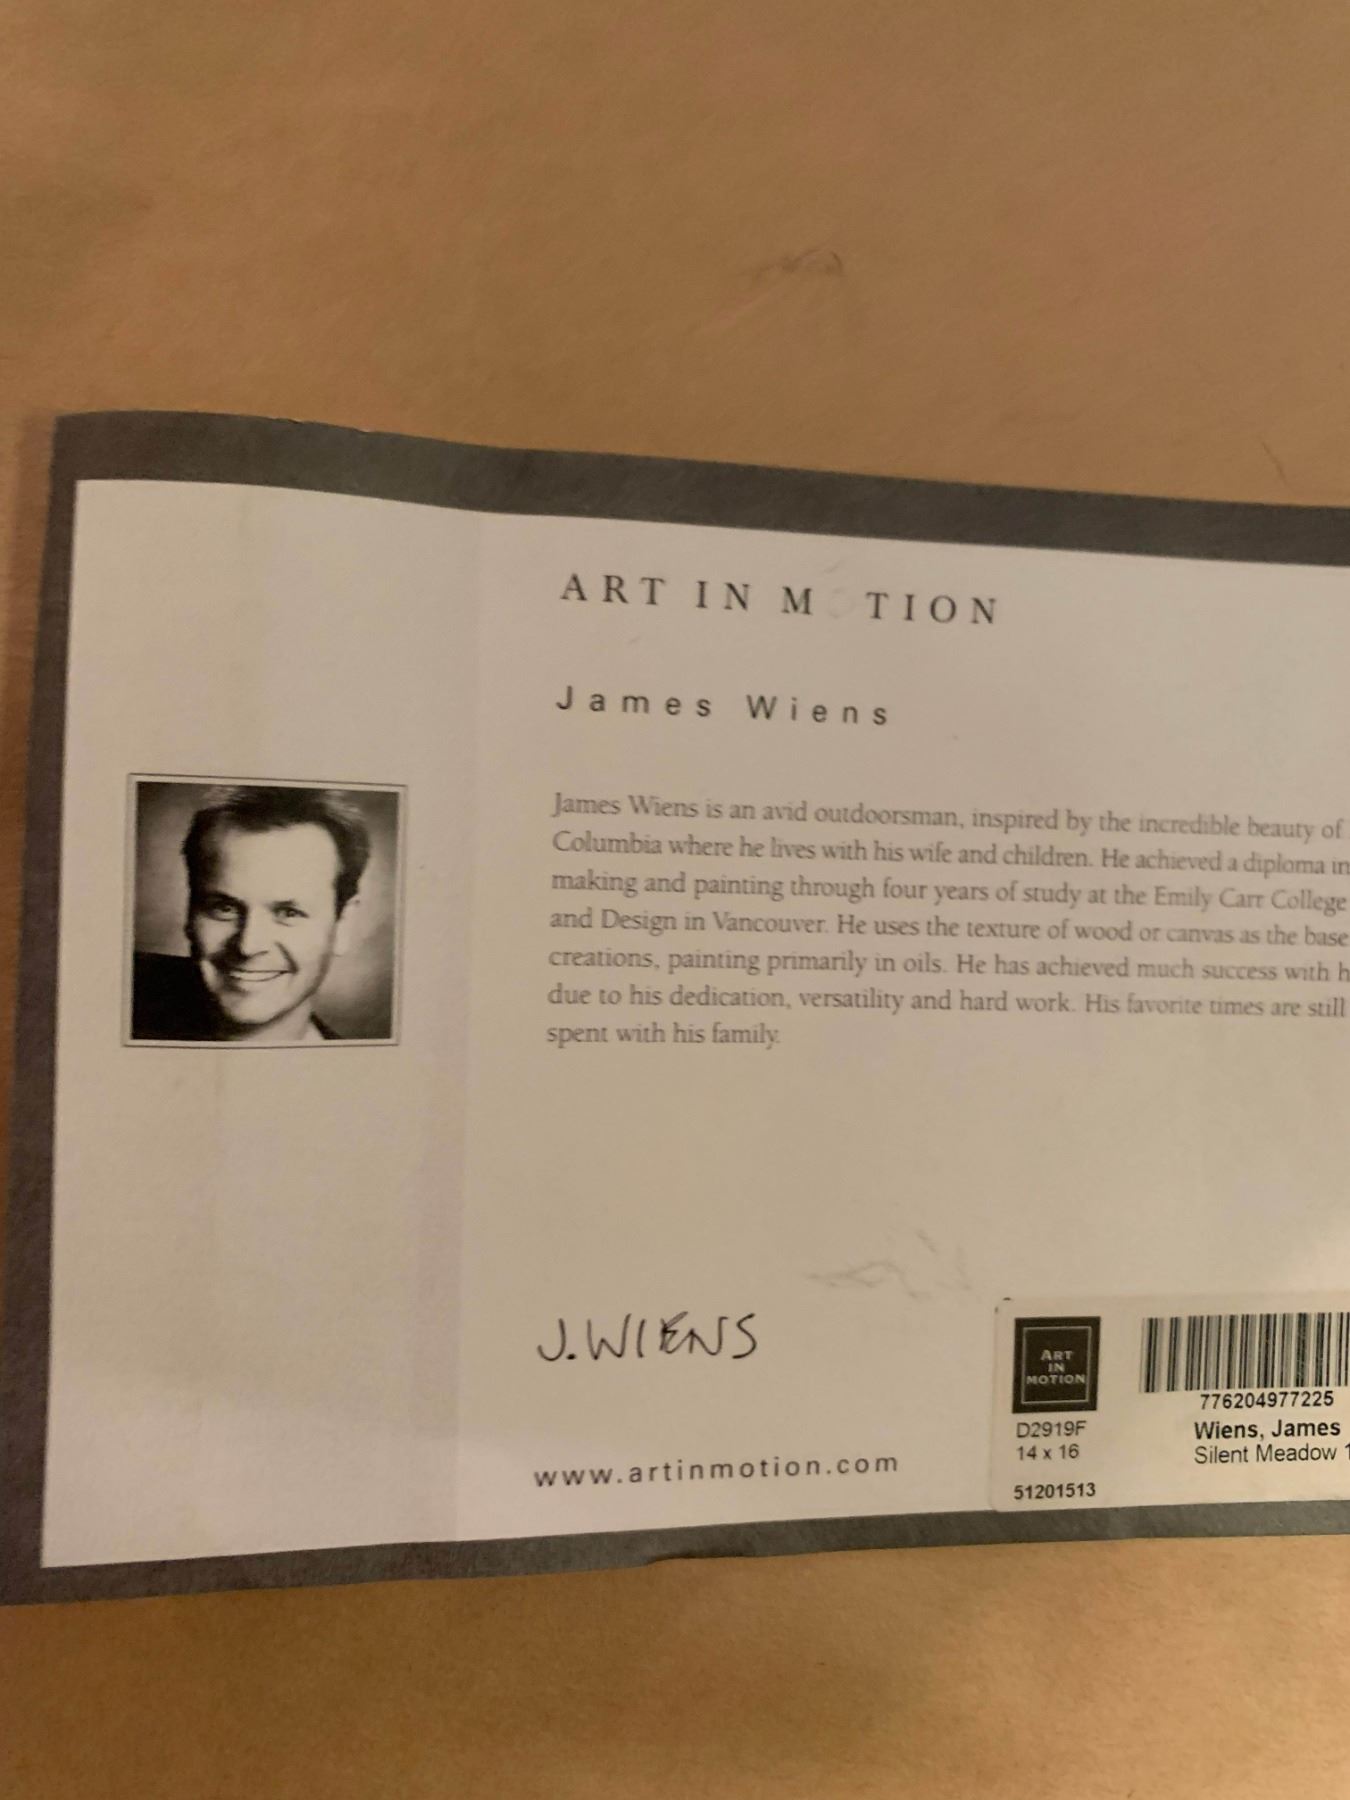 ART IN M TION
James Wiens
James Wiens is an avid outdoorsman, inspired by the incredible beauty of
Columbia where he lives with his wife and children. He achieved a diploma in
making and painting through four years of study at the Emily Carr College
and Design in Vancouver. He uses the texture of wood or canvas as the base
creations, painting primarily in oils. He has achieved much success with h
due to his dedication, versatility and hard work. His favorite times are still
spent with his family.
J. WIENS
www.artinmotion.com
ART
IN
MOTION
D2919F
14 x 16
51201513
776204977225
Wiens, James
Silent Meadow 1